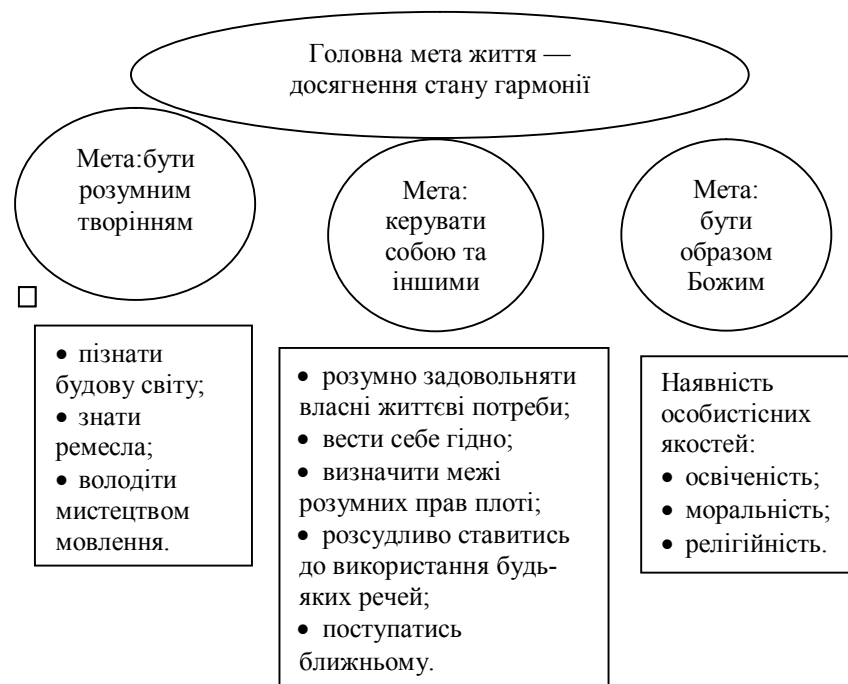 Головна мета життя —
досягнення стану гармонії
Мета:бути
розумним
творінням
Мета:
керувати
собою та
іншими
Мета:
бути
образом
Божим
• пізнати
будову світу;
• знати
ремесла;
• володіти
мистецтвом
мовлення.
• розумно задовольняти
власні життєві потреби;
• вести себе гідно;
• визначити межі
розумних прав плоті;
• розсудливо ставитись
до використання будь-
яких речей;
• поступатись
ближньому.
Наявність
особистісних
якостей:
• освіченість;
• моральність;
• релігійність.